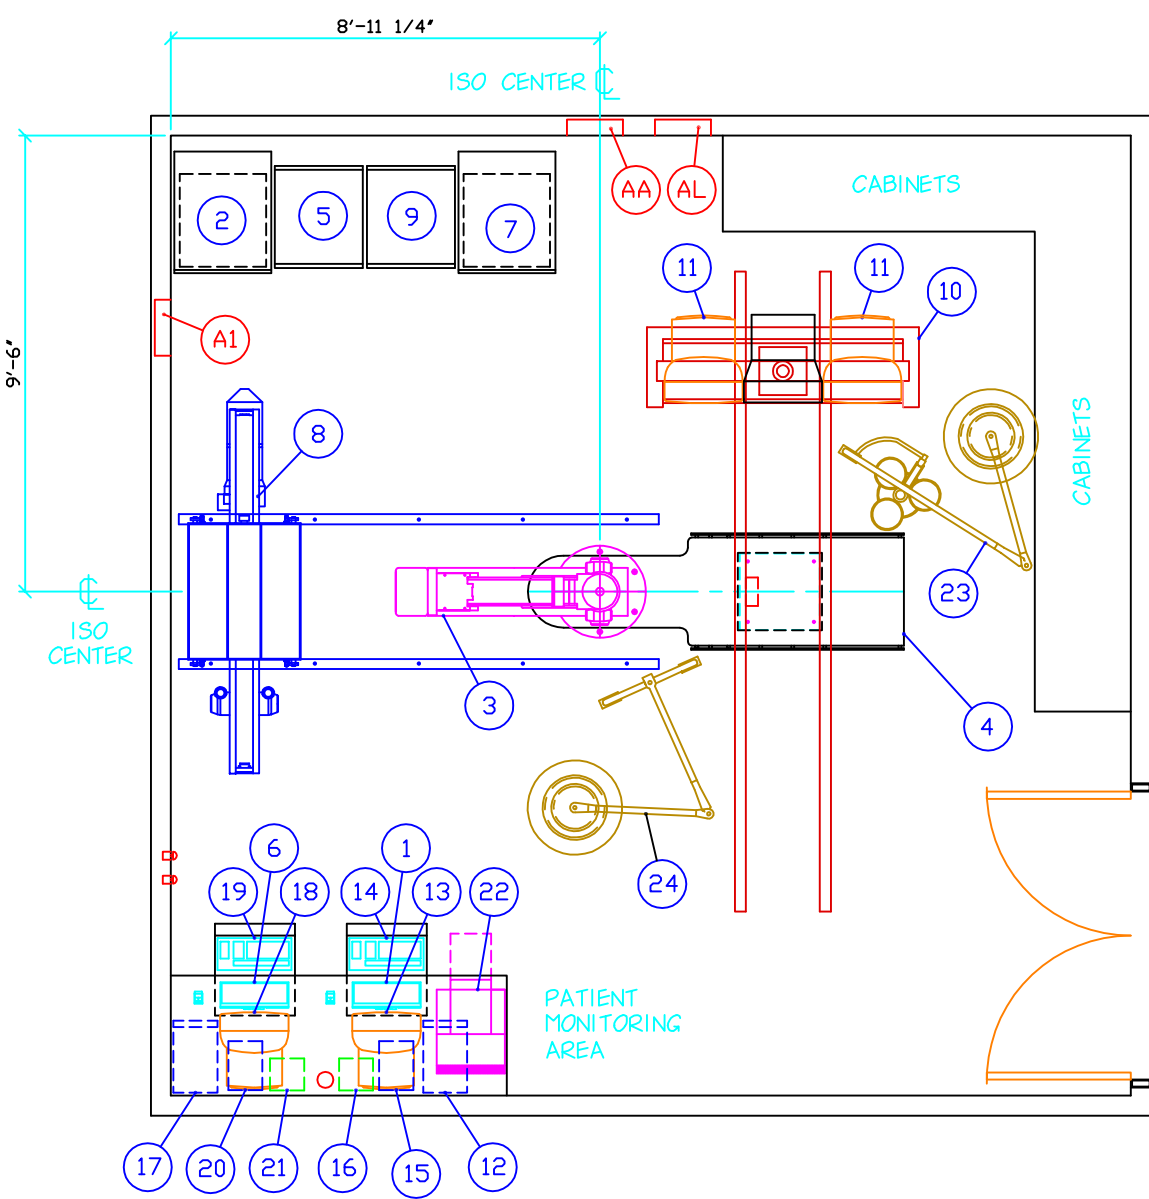 8'-11 1/4"
ISO CENTER
AA
AL
CABINETS
2
5
9
7
11
11
10
A1
9'-6"
8
CABINETS
23
ISO
CENTER
3
4
24
6
1
19
18
14
13
22
PATIENT
MONITORING
AREA
17
20
21
16
15
12